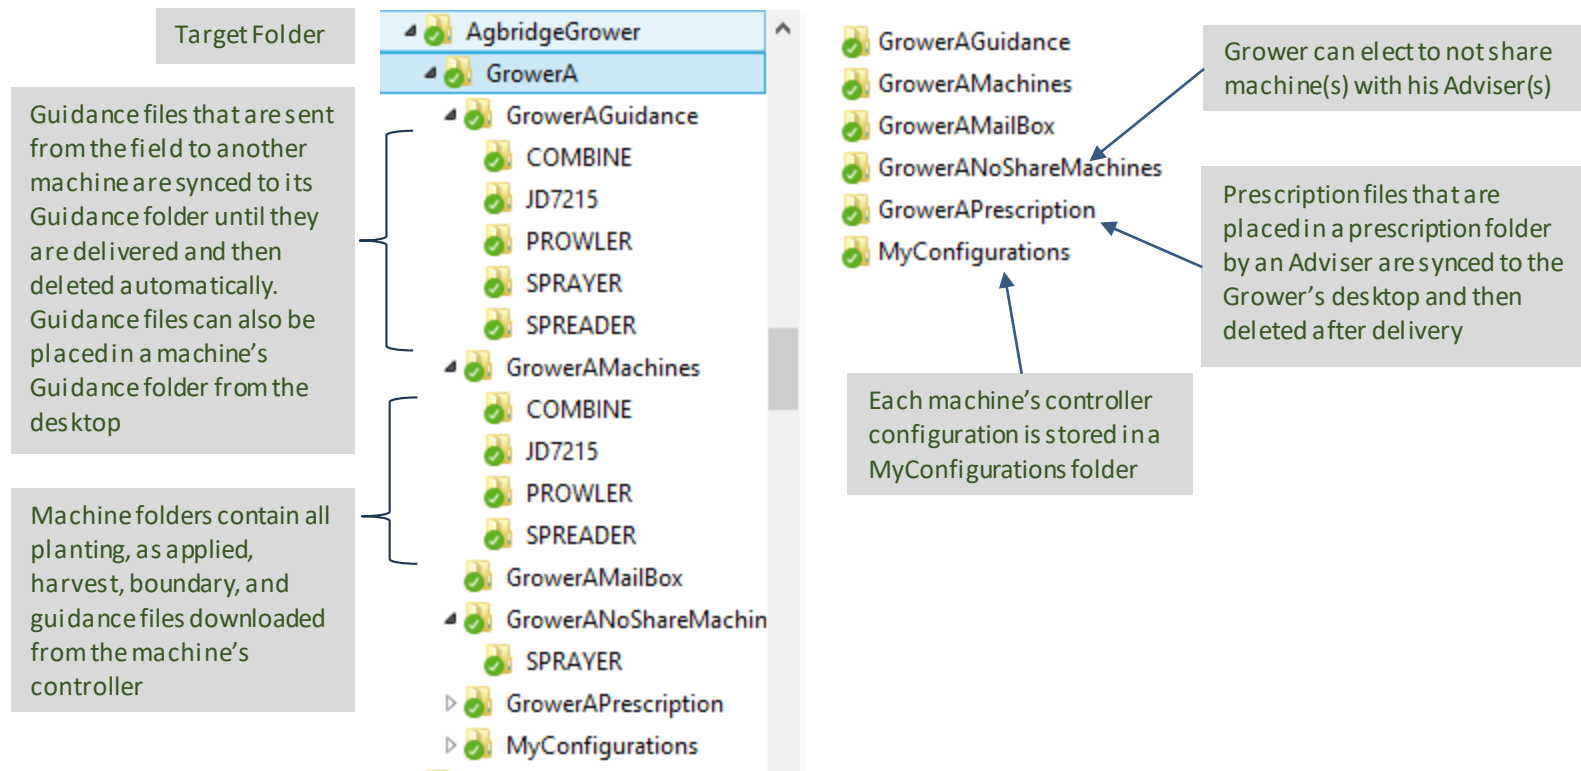 Target Folder
Guidance files that are sent
from the field to another
machine are synced to its
Guidance folder until they
are delivered and then
deleted automatically.
Guidance files can also be
placed in a machine’s
Guidance folder from the
desktop
Machine folders contain all
planting, as applied,
harvest, boundary, and
guidance files downloaded
from the machine’s
controller
AgbridgeGrower
GrowerA
GrowerAGuidance
COMBINE
JD7215
PROWLER
SPRAYER
SPREADER
GrowerAMachines
COMBINE
JD7215
PROWLER
SPREADER
GrowerAMailBox
GrowerANoShareMachin
SPRAYER
GrowerAPrescription
MyConfigurations
GrowerAGuidance
GrowerAMachines
GrowerAMailBox
GrowerANoShareMachines
GrowerAPrescription
MyConfigurations
Grower can elect to not share
machine(s) with his Adviser(s)
Prescription files that are
placed in a prescription folder
by an Adviser are synced to the
Grower’s desktop and then
deleted after delivery
Each machine’s controller
configuration is stored in a
MyConfigurations folder